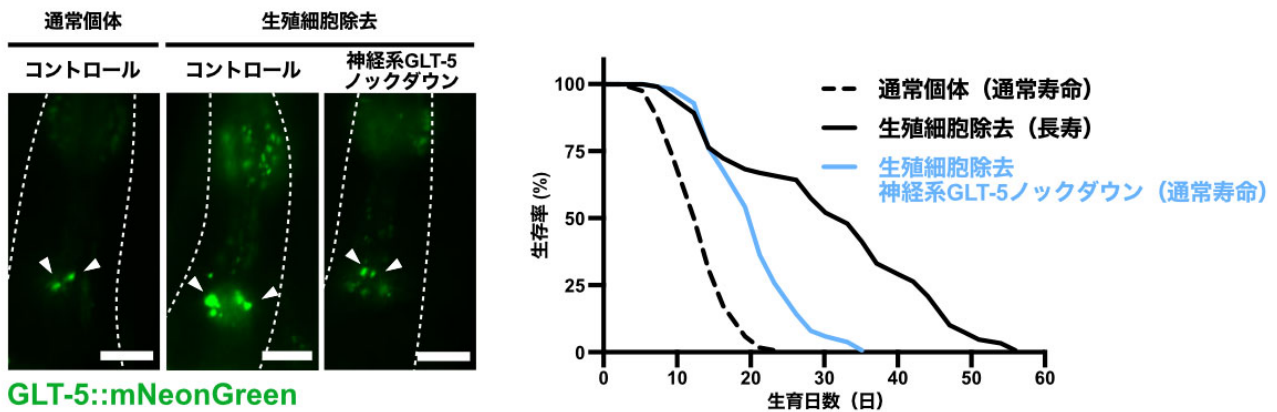 通常個体
生殖細胞除去
コントロール
コントロール
神経系GLT-5
ノックダウン
GLT-5::mNeonGreen
生存率 (%)
100
75
50
25
0
0
10
20
30
40
50
60
生育日数（日）
通常個体（通常寿命）
生殖細胞除去（長寿）
生殖細胞除去
神経系GLT-5ノックダウン（通常寿命）